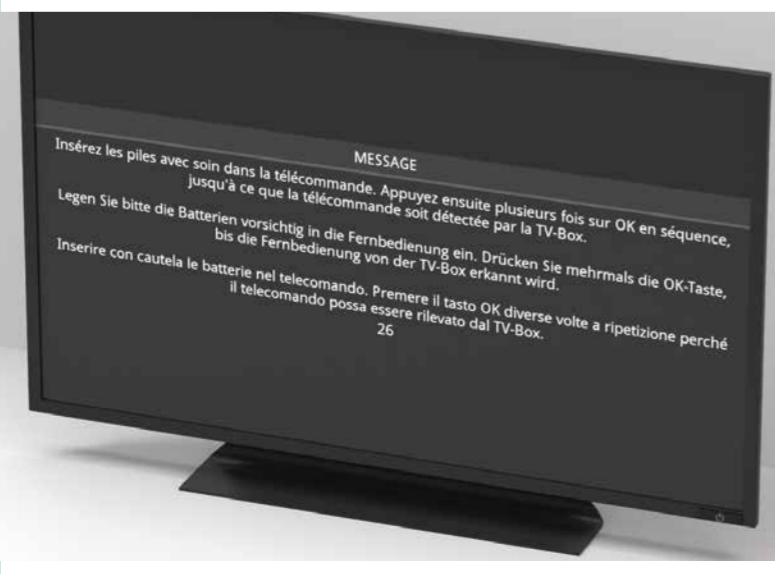 MESSAGE
Insérez les piles avec soin dans la télécommande. Appuyez ensuite plusieurs fois sur OK en séquence,
jusqu'à ce que la télécommande soit détectée par la TV-Box.
Legen Sie bitte die Batterien vorsichtig in die Fernbedienung ein. Drücken Sie mehrmals die OK-Taste,
bis die Fernbedienung von der TV-Box erkannt wird.
Inserire con cautela le batterie nel telecomando. Premere il tasto OK diverse volte a ripetizione perché
il telecomando possa essere rilevato dal TV-Box.
26